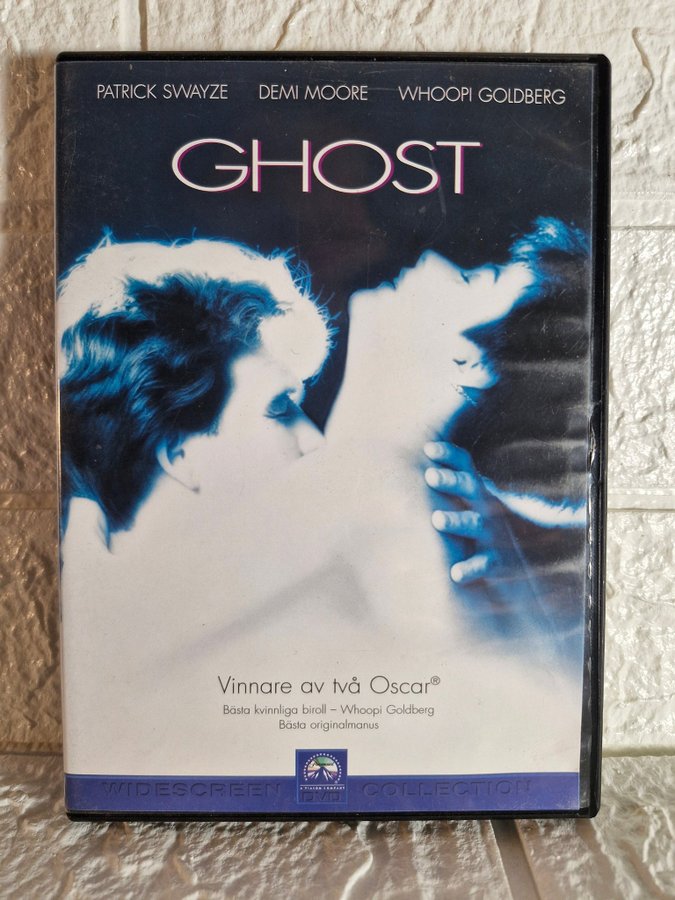 PATRICK SWAYZE DEMI MOORE WHOOPI GOLDBERG
GHOST
Vinnare av två Oscar®
Bästa kvinnliga biroll – Whoopi Goldberg
Bästa originalmanus
WIDESCREEN DVD COLLECTION